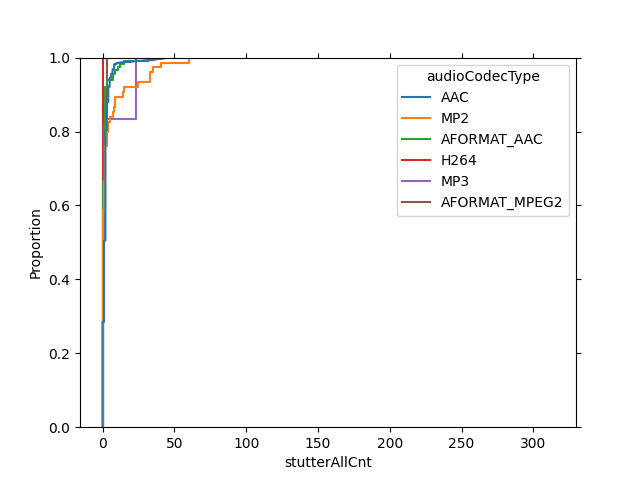 1.0
0.8
0.6
0.4
0.2
0.0
Proportion
0 50 100 150 200 250 300
stutterAllCnt
audioCodecType
AAC
MP2
AFORMAT_AAC
H264
MP3
AFORMAT_MPEG2